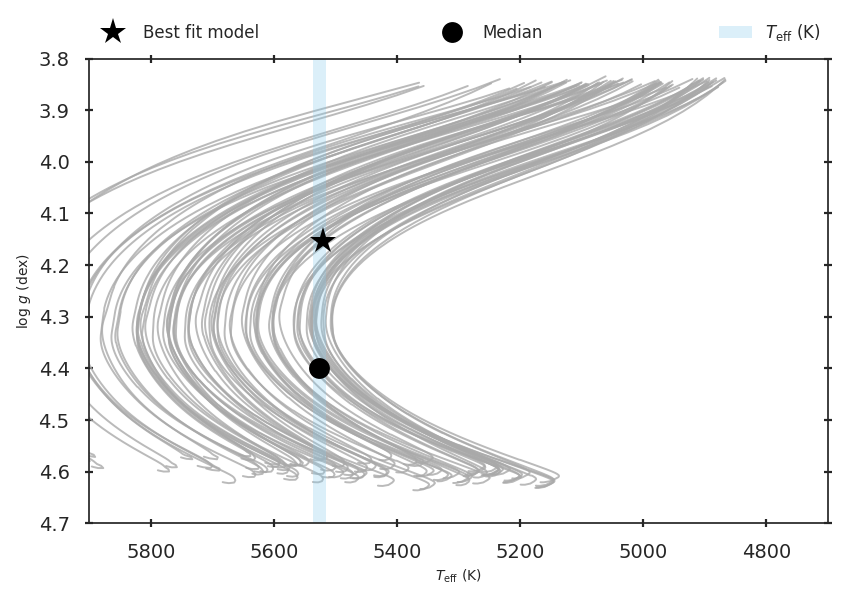 Best fit model
Median
T_eff (K)
3.8
3.9
4.0
4.1
4.2
4.3
4.4
4.5
4.6
4.7
log g (dex)
5800 5600 5400 5200 5000 4800
T_eff (K)